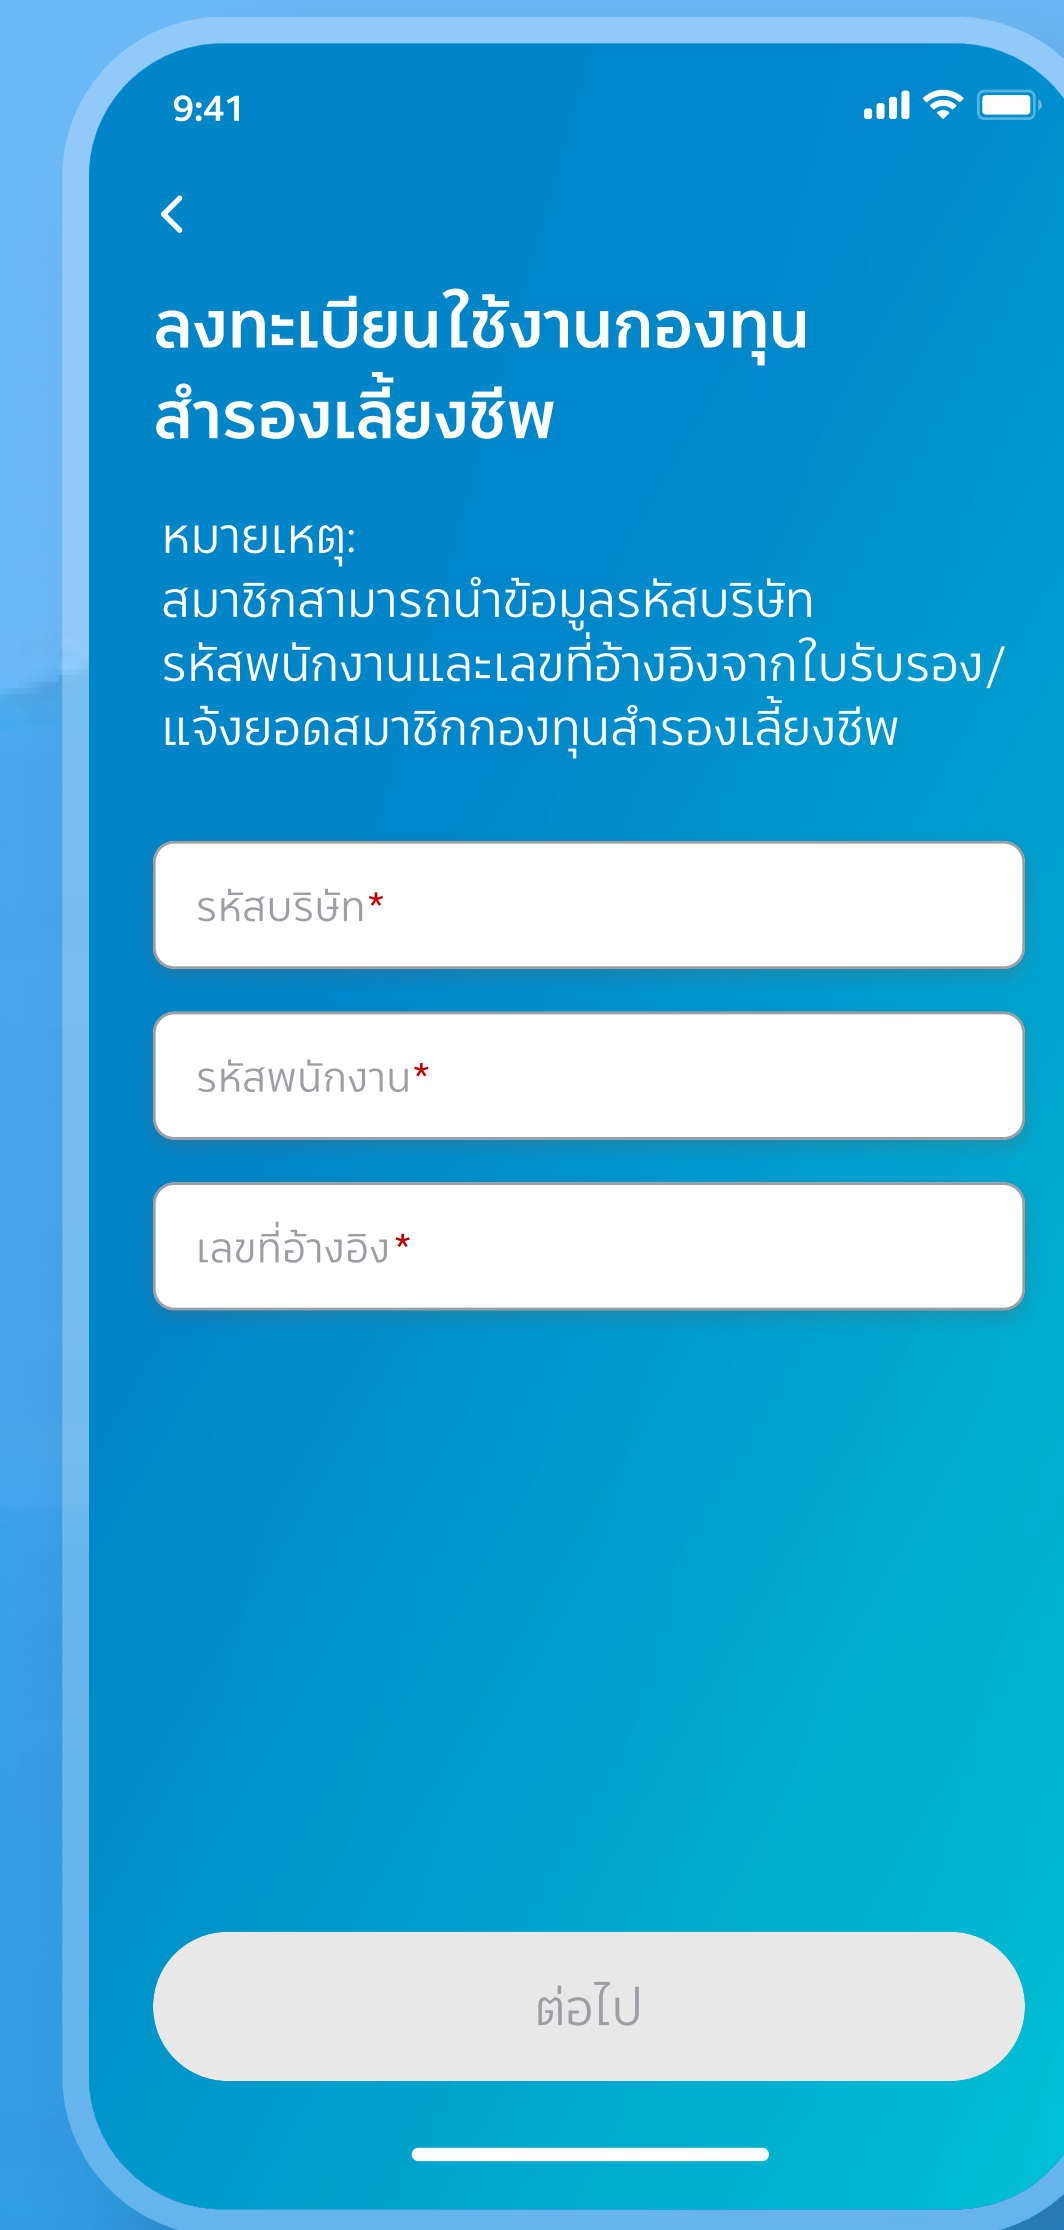 9:41
ลงทะเบียนใช้งานกองทุน
สำรองเลี้ยงชีพ
หมายเหตุ:
สมาชิกสามารถนำข้อมูลรหัสบริษัท
รหัสพนักงานและเลขที่อ้างอิงจากใบรับรอง/
แจ้งยอดสมาชิกกองทุนสำรองเลี้ยงชีพ
รหัสบริษัท*
รหัสพนักงาน*
เลขที่อ้างอิง*
ต่อไป